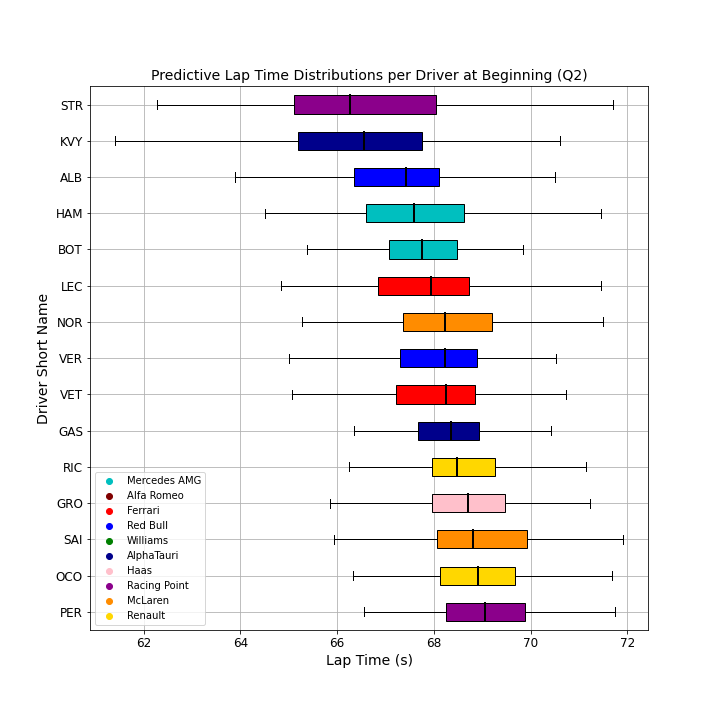 Predictive Lap Time Distributions per Driver at Beginning (Q2)
STR
KVY
ALB
HAM
BOT
LEC
NOR
VER
VET
GAS
RIC
GRO
SAI
OCO
PER
Driver Short Name
Mercedes AMG
Alfa Romeo
Ferrari
Red Bull
Williams
AlphaTauri
Haas
Racing Point
McLaren
Renault
62 64 66 68 70 72
Lap Time (s)